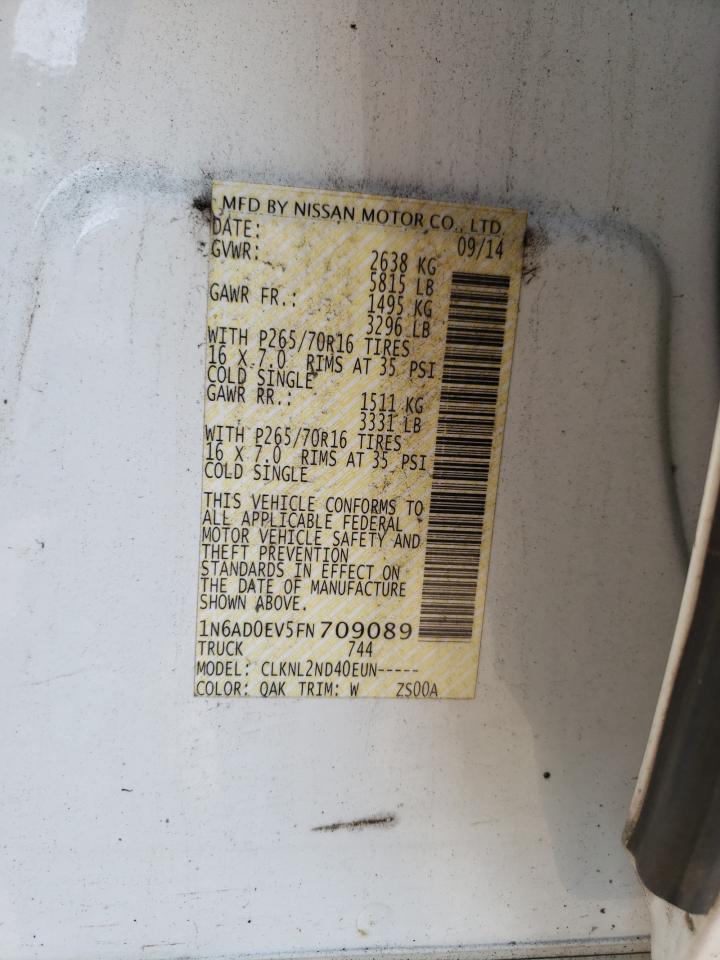 MFD BY NISSAN MOTOR CO., LTD.
DATE: 09/14
GVWR: 2638 KG
5815 LB
GAWR FR.: 1495 KG
3296 LB
WITH P265/70R16 TIRES
16 X 7.0 RIMS AT 35 PSI
COLD SINGLE
GAWR RR.: 1511 KG
3331 LB
WITH P265/70R16 TIRES
16 X 7.0 RIMS AT 35 PSI
COLD SINGLE
THIS VEHICLE CONFORMS TO
ALL APPLICABLE FEDERAL
MOTOR VEHICLE SAFETY AND
THEFT PREVENTION
STANDARDS IN EFFECT ON
THE DATE OF MANUFACTURE
SHOWN ABOVE.
1N6AD0EV5FN709089
TRUCK 744
MODEL: CLKNL2ND40EUN-----
COLOR: QAK TRIM: W ZS00A